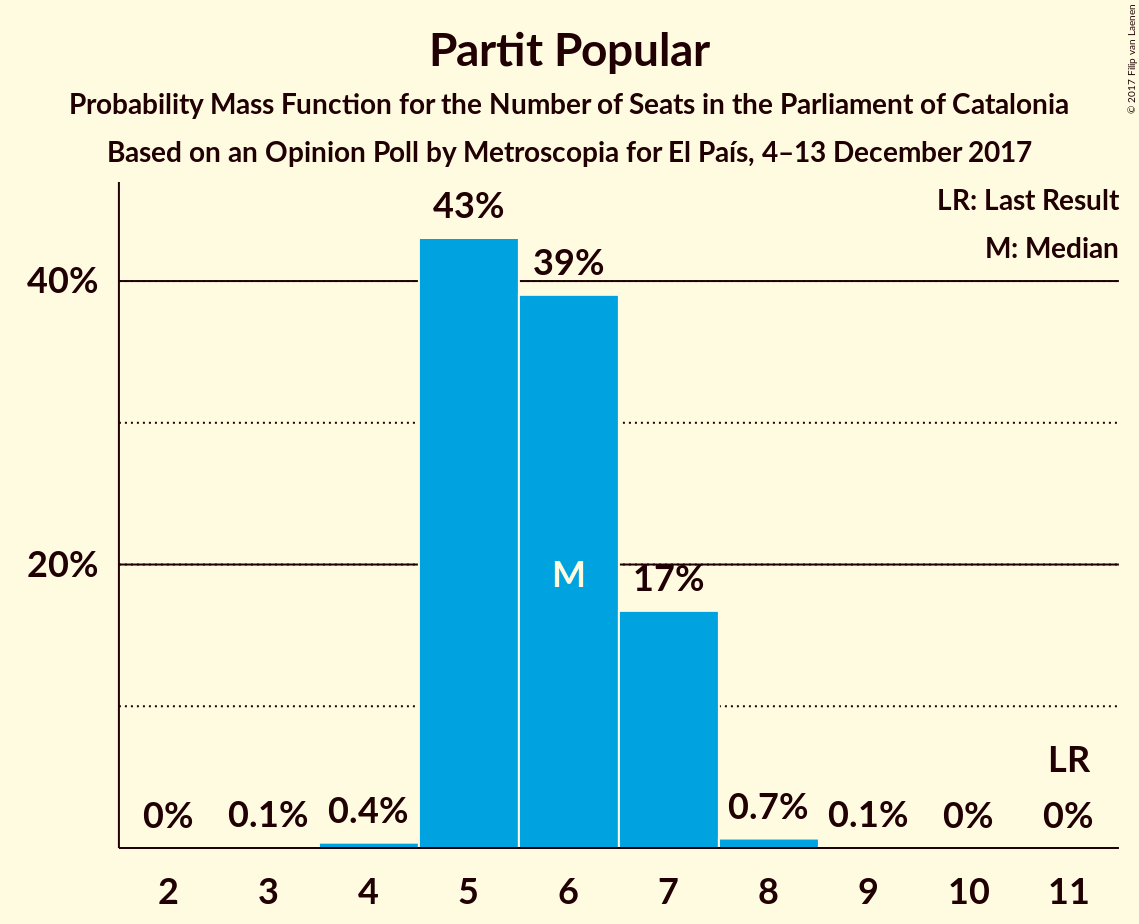 Partit Popular
Probability Mass Function for the Number of Seats in the Parliament of Catalonia
Based on an Opinion Poll by Metroscopia for El País, 4–13 December 2017
© 2017 Filip van Laenen
LR: Last Result
M: Median
43%
39%
40%
20%
M
17%
LR
0%
0.1%
0.4%
0.7%
0.1%
0%
0%
2
3
4
5
6
7
8
9
10
11